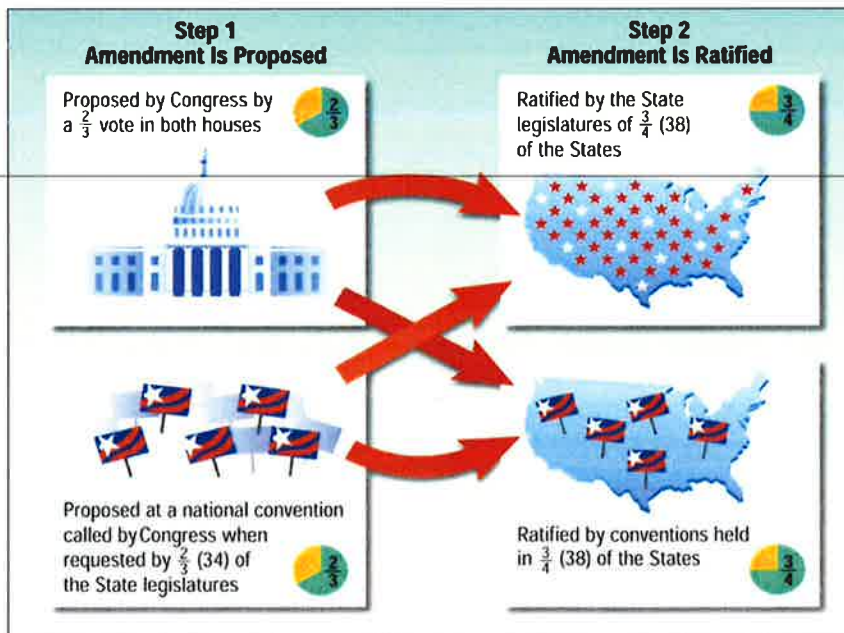 Step 1
Amendment Is Proposed
Step 2
Amendment Is Ratified
Proposed by Congress by
a 2/3 vote in both houses
2/3
Ratified by the State
legislatures of 3/4 (38)
of the States
3/4
Proposed at a national convention
called by Congress when
requested by 2/3 (34) of
the State legislatures
2/3
Ratified by conventions held
in 3/4 (38) of the States
3/4